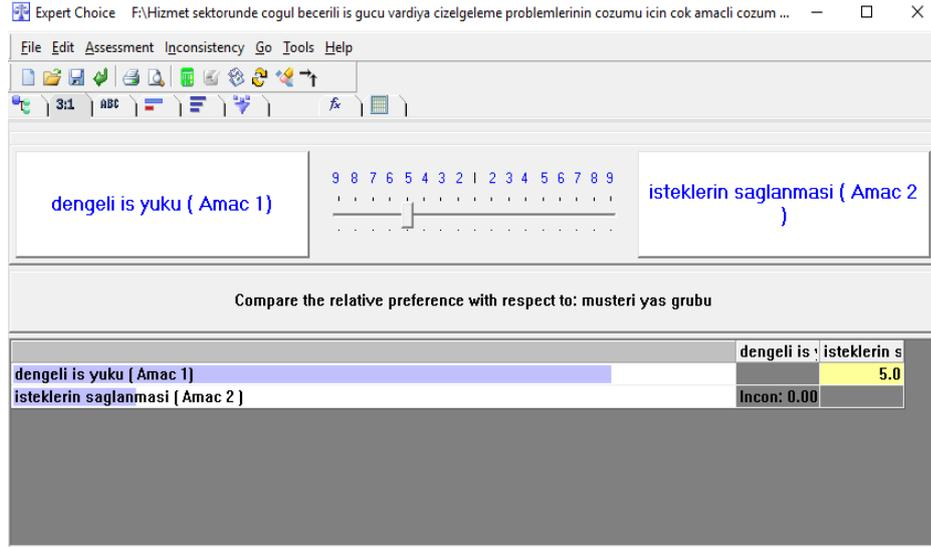 Expert Choice F:\Hizmet sektorunde cogul becerili is gucu vardiya cizelgeleme problemlerinin cozumu icin cok amacli cozum ...
File Edit Assessment Inconsistency Go Tools Help
3:1 ABC fx
dengeli is yuku ( Amac 1)
9 8 7 6 5 4 3 2 | 2 3 4 5 6 7 8 9
isteklerin saglanmasi ( Amac 2
)
Compare the relative preference with respect to: musteri yas grubu
dengeli is y isteklerin s
dengeli is yuku ( Amac 1) 5.0
isteklerin saglanmasi ( Amac 2 ) Incon: 0.00